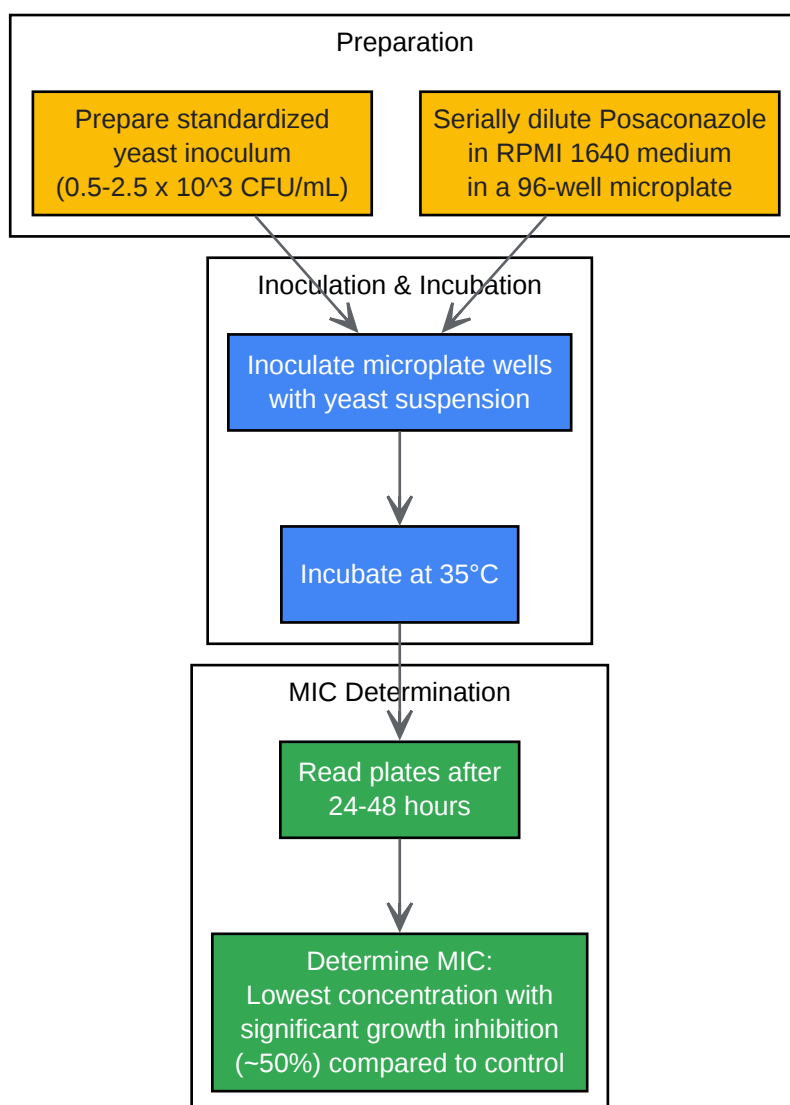 Preparation
Prepare standardized
yeast inoculum
(0.5-2.5 x 10^3 CFU/mL)
Serially dilute Posaconazole
in RPMI 1640 medium
in a 96-well microplate
Inoculation & Incubation
Inoculate microplate wells
with yeast suspension
Incubate at 35°C
MIC Determination
Read plates after
24-48 hours
Determine MIC:
Lowest concentration with
significant growth inhibition
(~50%) compared to control